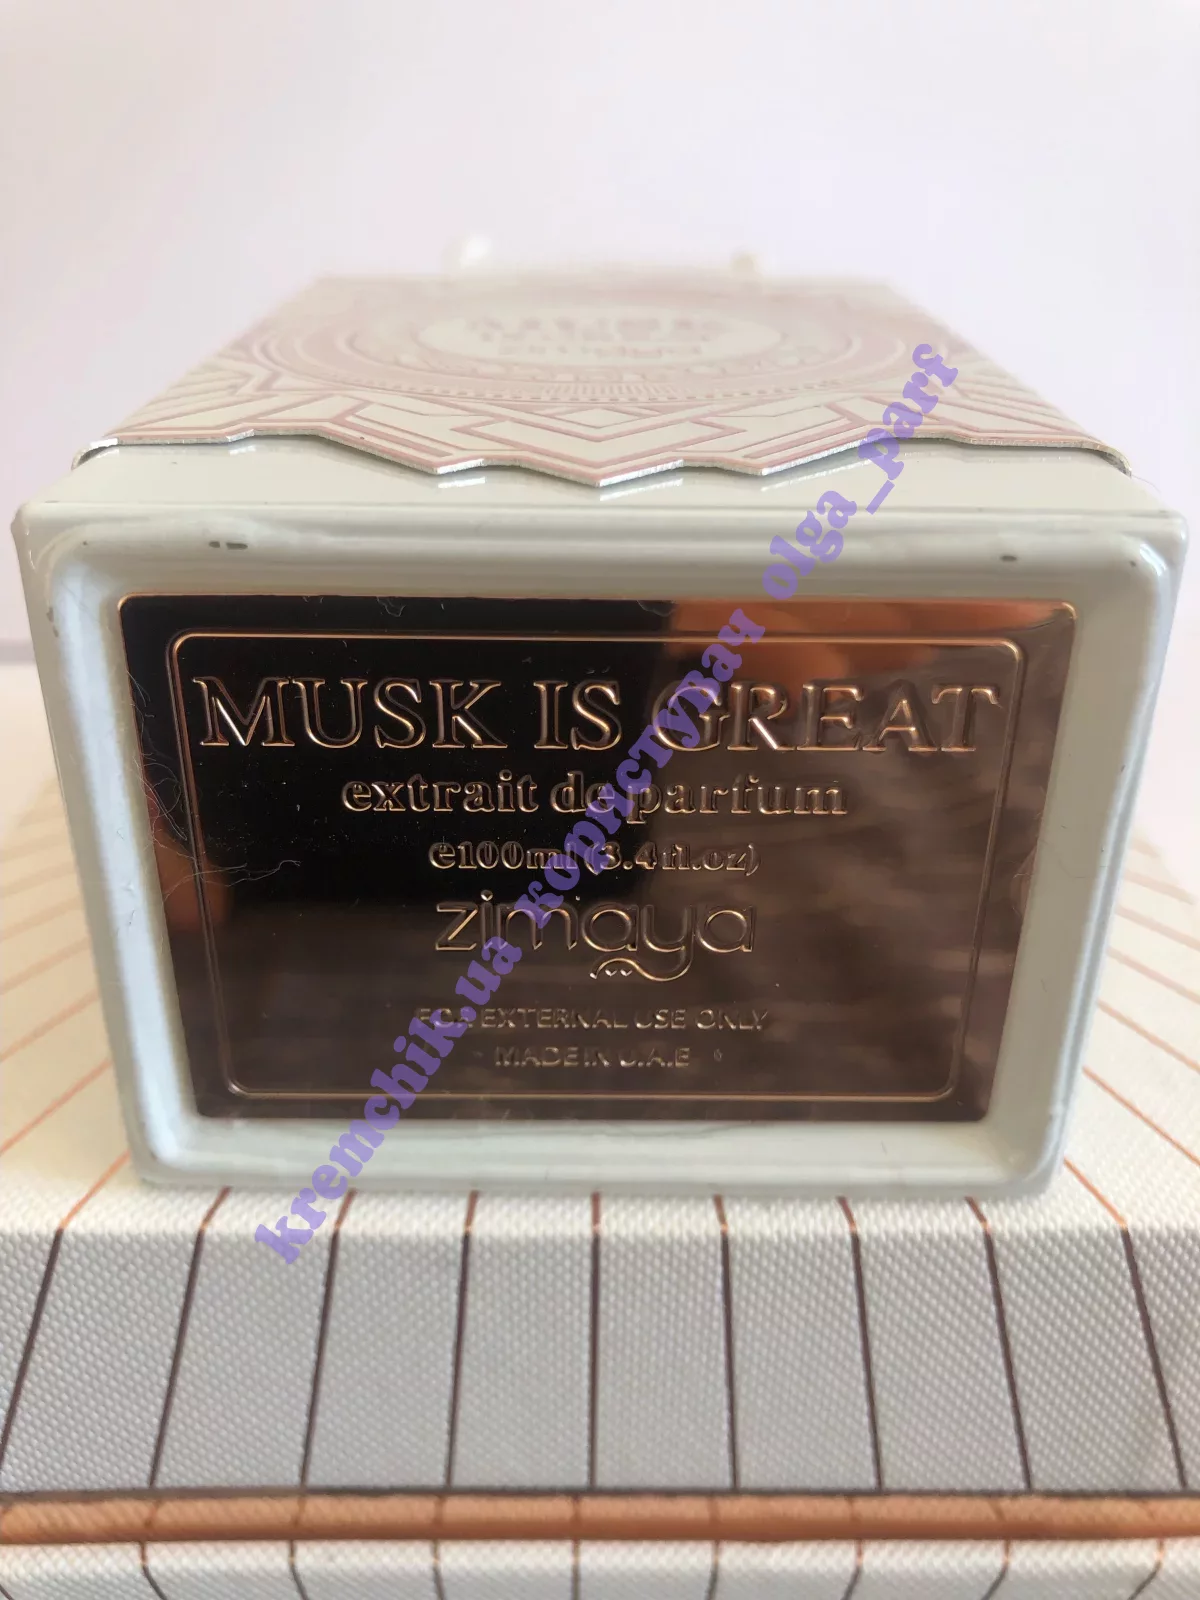 MUSK IS GREAT
extrait de parfum
e100ml (3.4fl.oz)
zimaya
FOR EXTERNAL USE ONLY
MADE IN U.A.E
kremchik.ua користувач olga_parf